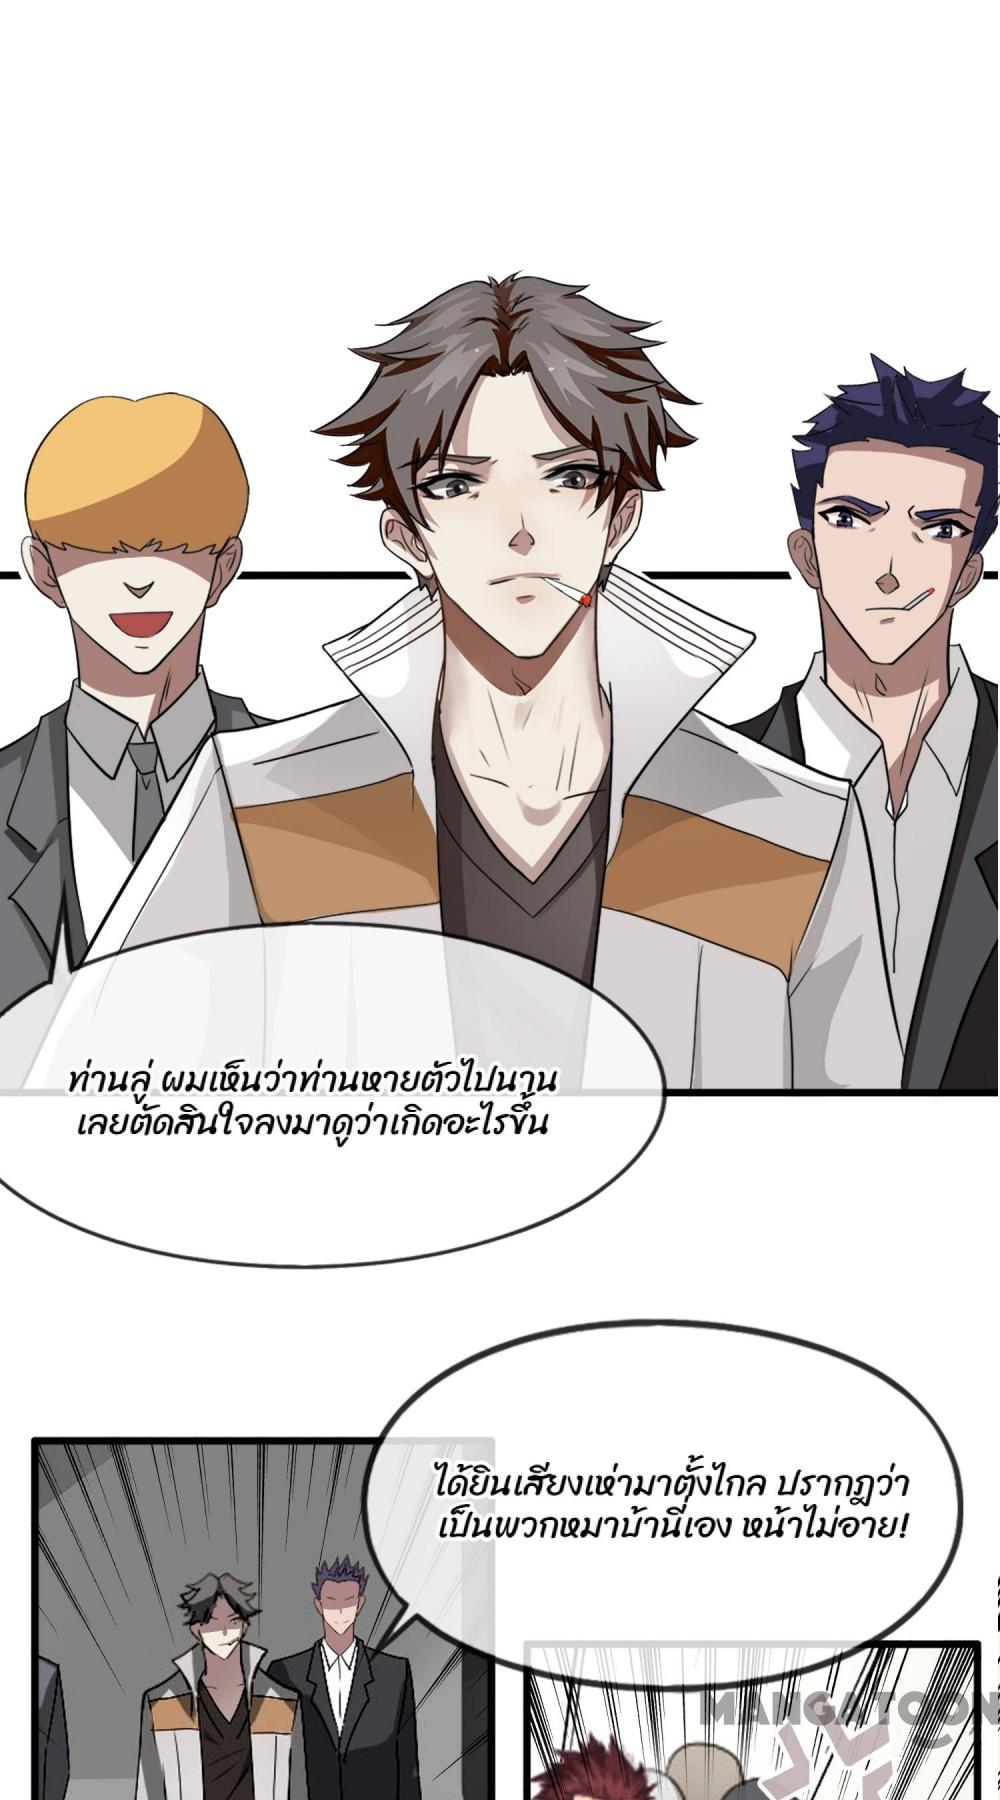 ท่านลู่ ผมเห็นว่าท่านหายตัวไปนาน
เลยตัดสินใจลงมาดูว่าเกิดอะไรขึ้น
ได้ยินเสียงเห่ามาตั้งไกล ปรากฎว่า
เป็นพวกหมาบ้านี่เอง หน้าไม่อาย!
MANGATOON